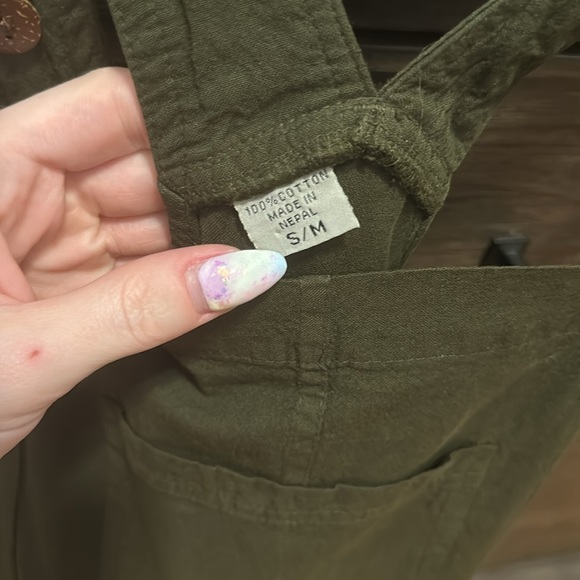 100% COTTON
MADE IN
NEPAL
S/M